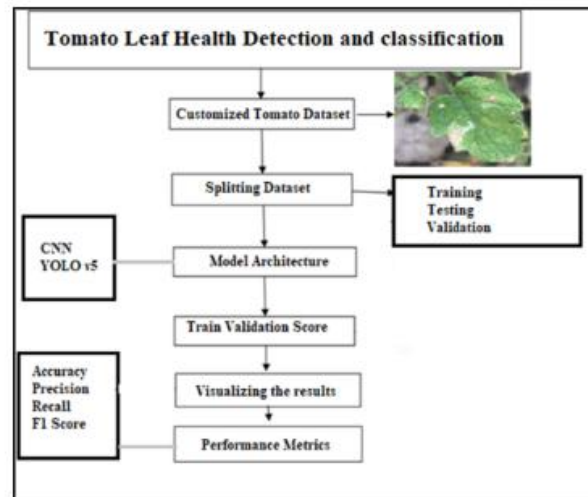 Tomato Leaf Health Detection and classification
Customized Tomato Dataset
Splitting Dataset
Training
Testing
Validation
CNN
YOLO v5
Model Architecture
Train Validation Score
Accuracy
Precision
Recall
F1 Score
Visualizing the results
Performance Metrics